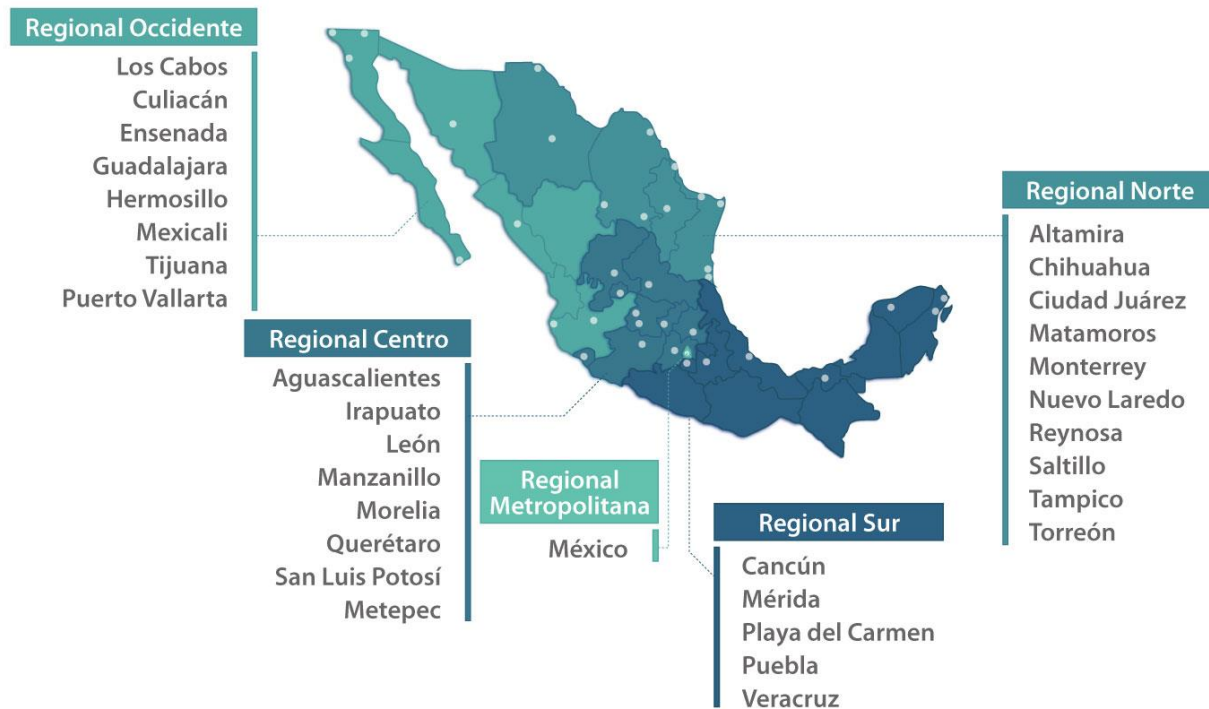 Regional Occidente
Los Cabos
Culiacán
Ensenada
Guadalajara
Hermosillo
Mexicali
Tijuana
Puerto Vallarta
Regional Centro
Aguascalientes
Irapuato
León
Manzanillo
Morelia
Querétaro
San Luis Potosí
Metepec
Regional
Metropolitana
México
Regional Sur
Cancún
Mérida
Playa del Carmen
Puebla
Veracruz
Regional Norte
Altamira
Chihuahua
Ciudad Juárez
Matamoros
Monterrey
Nuevo Laredo
Reynosa
Saltillo
Tampico
Torreón